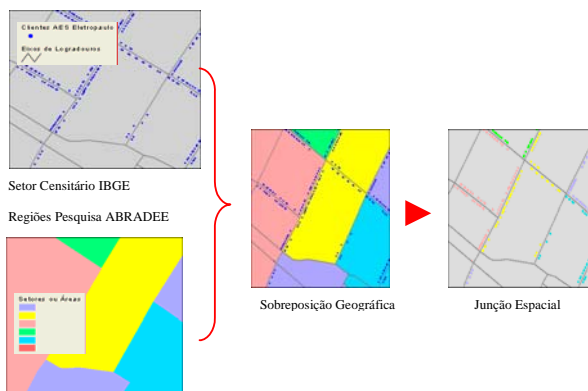 Clientes AES Eletropaulo
Eixos de Logradouros
Setor Censitário IBGE
Regiões Pesquisa ABRADEE
Setores ou Áreas
Sobreposição Geográfica
Junção Espacial